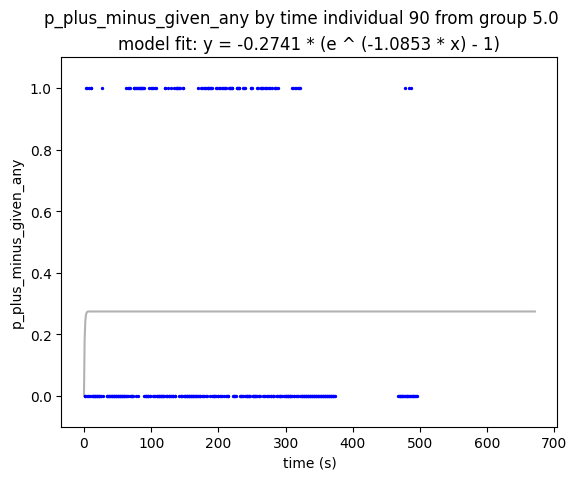 p_plus_minus_given_any by time individual 90 from group 5.0
model fit: y = -0.2741 * (e ^ (-1.0853 * x) - 1)
p_plus_minus_given_any
1.0
0.8
0.6
0.4
0.2
0.0
0 100 200 300 400 500 600 700
time (s)